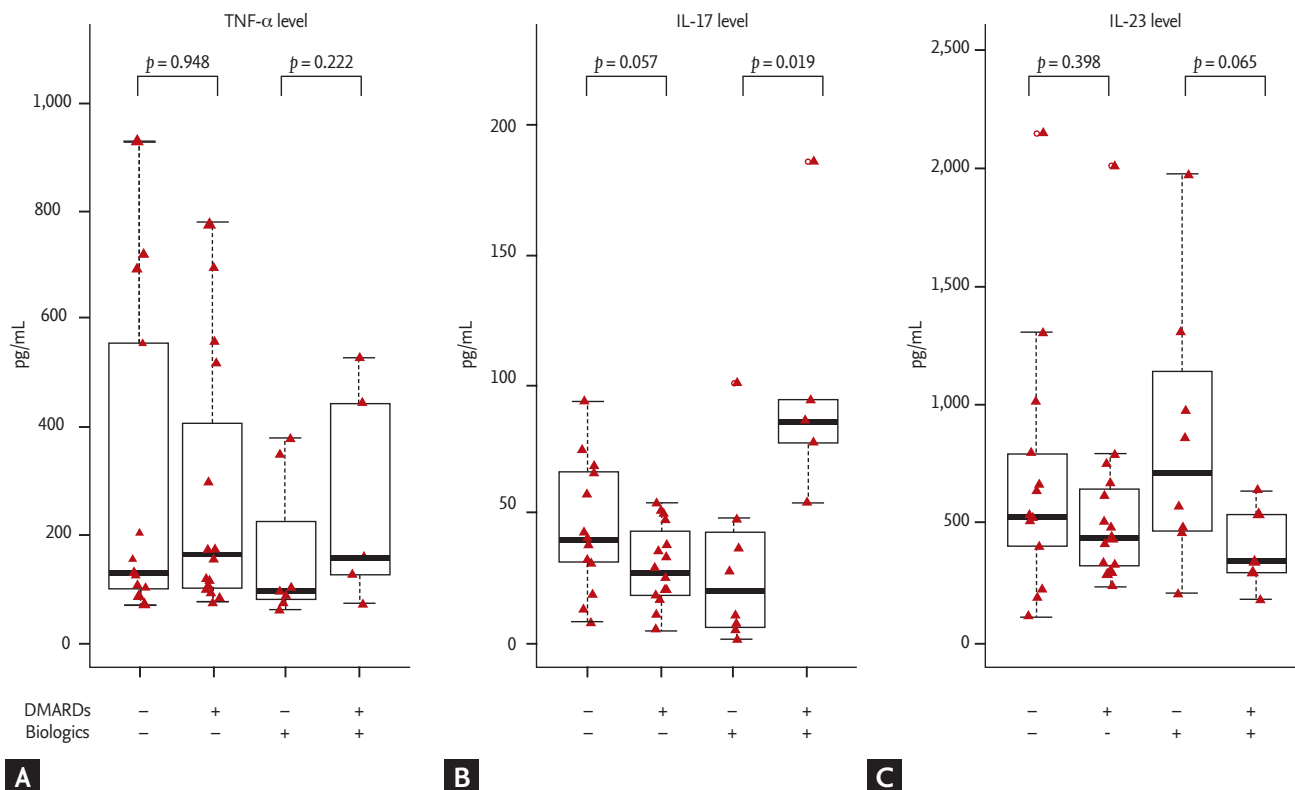 TNF-α level
p = 0.948
p = 0.222
1,000
800
600
400
200
0
pg/mL
DMARDs – + – +
Biologics – – + +
A
IL-17 level
p = 0.057
p = 0.019
200
150
100
50
0
pg/mL
– + – +
– – + +
B
IL-23 level
2,500
p = 0.398
p = 0.065
2,000
1,500
1,000
500
0
pg/mL
– + – +
– - + +
C